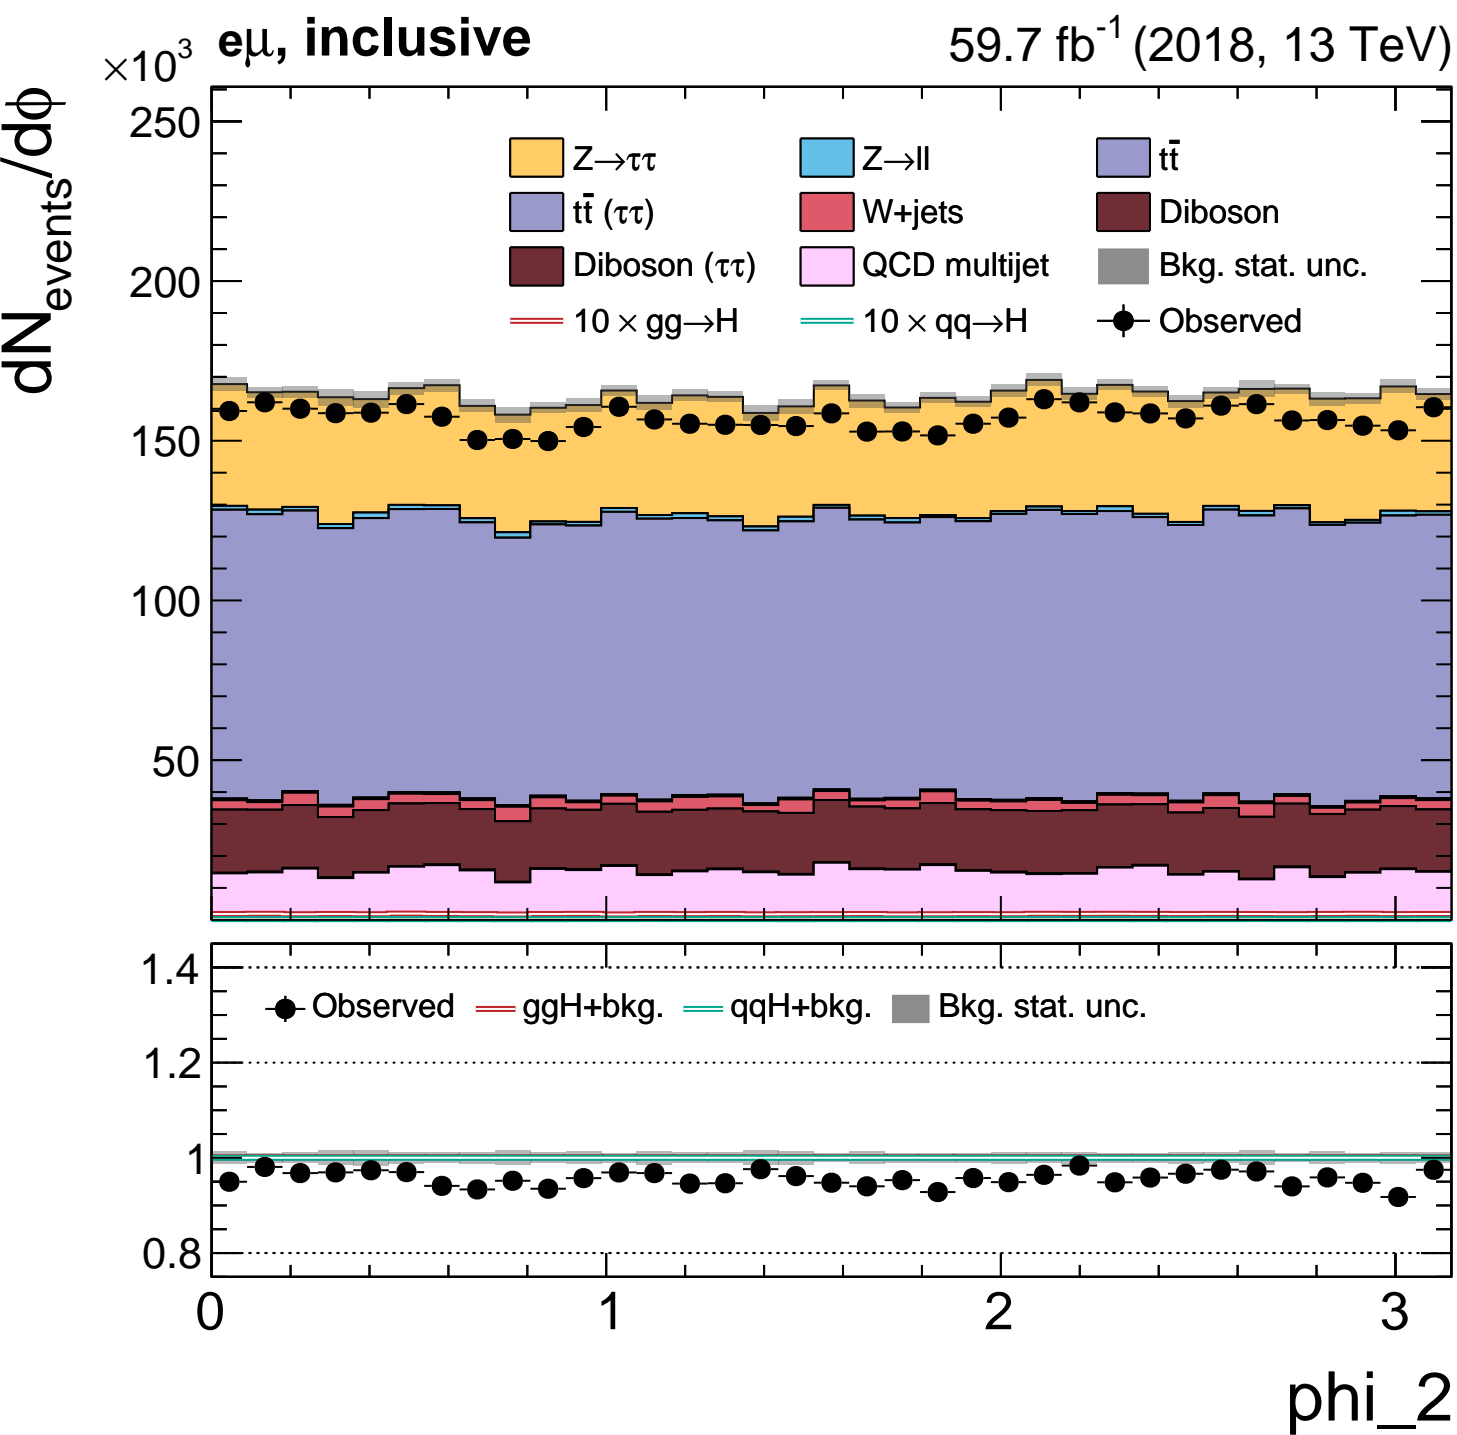 ×10³ eμ, inclusive 59.7 fb⁻¹ (2018, 13 TeV)
dN_events/dϕ
250
200
150
100
50
Z→ττ Z→ll tt̄
tt̄ (ττ) W+jets Diboson
Diboson (ττ) QCD multijet Bkg. stat. unc.
10 × gg→H 10 × qq→H Observed
1.4
1.2
1
0.8
Observed ggH+bkg. qqH+bkg. Bkg. stat. unc.
0 1 2 3
phi_2